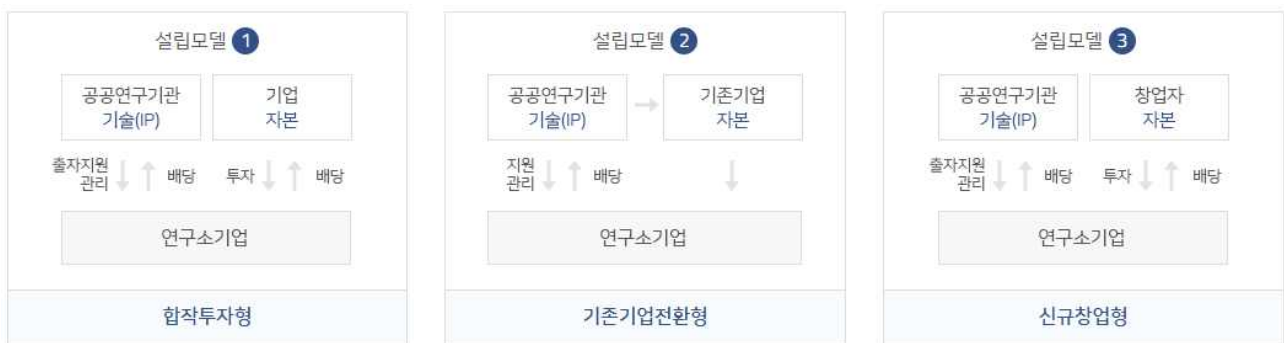 설립모델 1
공공연구기관
기술(IP)
기업
자본
출자지원
관리
배당
투자
배당
연구소기업
합작투자형
설립모델 2
공공연구기관
기술(IP)
기존기업
자본
지원
관리
배당
연구소기업
기존기업전환형
설립모델 3
공공연구기관
기술(IP)
창업자
자본
출자지원
관리
배당
투자
배당
연구소기업
신규창업형